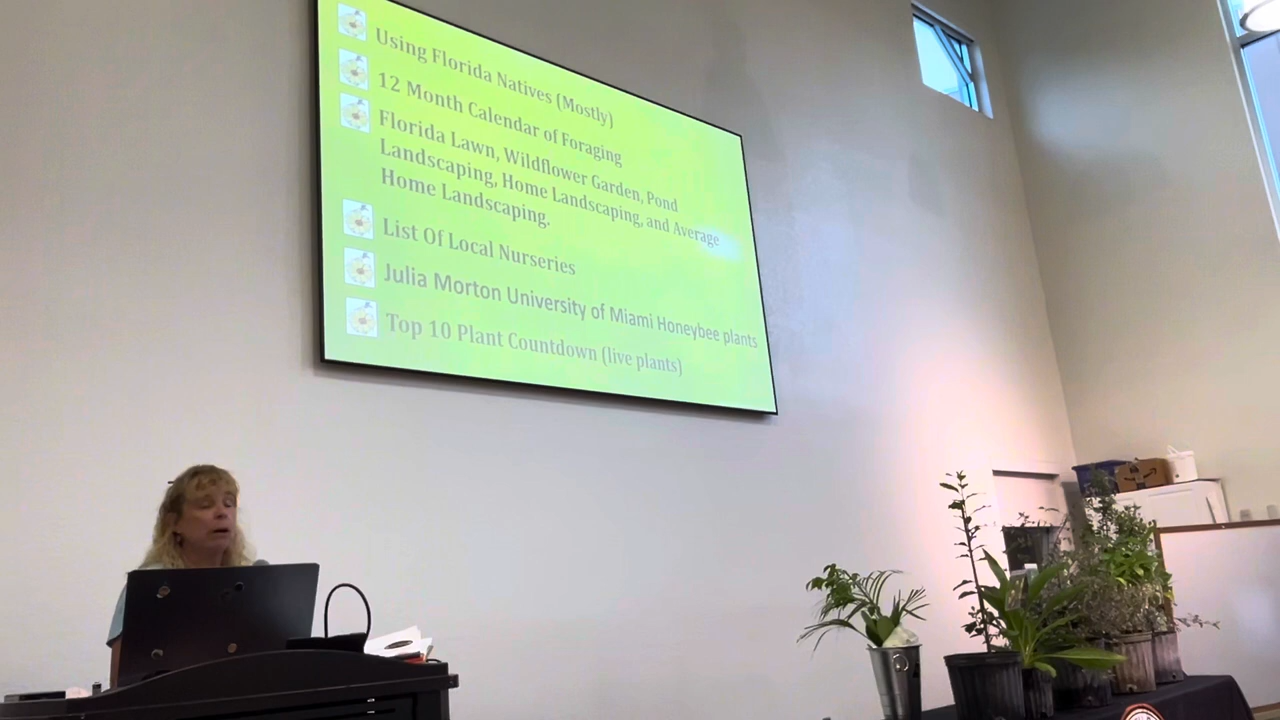 Using Florida Natives (Mostly)
12 Month Calendar of Foraging
Florida Lawn, Wildflower Garden, Pond
Landscaping, Home Landscaping, and Average
Home Landscaping.
List Of Local Nurseries
Julia Morton University of Miami Honeybee plants
Top 10 Plant Countdown (live plants)